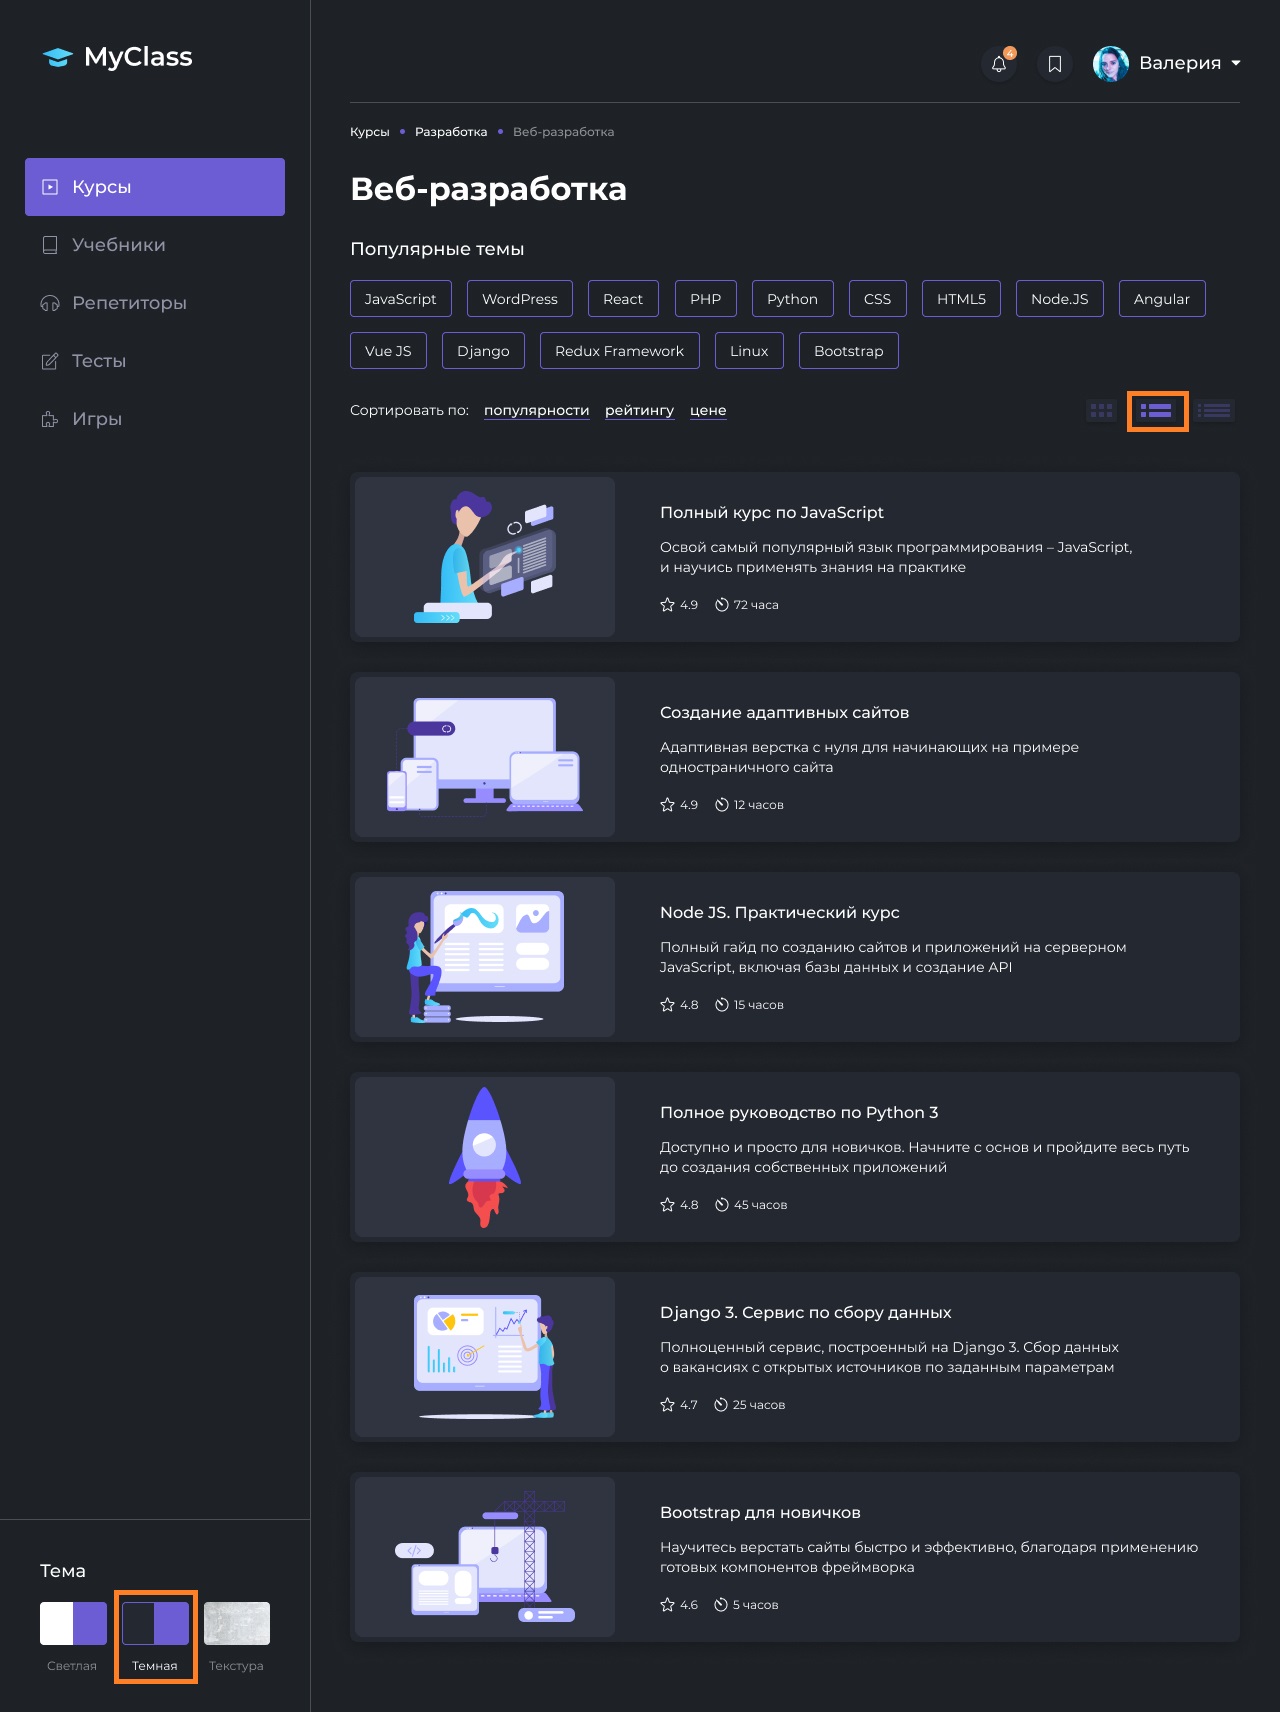 MyClass
4
Валерия
Курсы
Учебники
Репетиторы
Тесты
Игры
Курсы • Разработка • Веб-разработка
Веб-разработка
Популярные темы
JavaScript WordPress React PHP Python CSS HTML5 Node.JS Angular
Vue JS Django Redux Framework Linux Bootstrap
Сортировать по: популярности рейтингу цене
Полный курс по JavaScript
Освой самый популярный язык программирования – JavaScript,
и научись применять знания на практике
4.9 72 часа
Создание адаптивных сайтов
Адаптивная верстка с нуля для начинающих на примере
одностраничного сайта
4.9 12 часов
Node JS. Практический курс
Полный гайд по созданию сайтов и приложений на серверном
JavaScript, включая базы данных и создание API
4.8 15 часов
Полное руководство по Python 3
Доступно и просто для новичков. Начните с основ и пройдите весь путь
до создания собственных приложений
4.8 45 часов
Django 3. Сервис по сбору данных
Полноценный сервис, построенный на Django 3. Сбор данных
о вакансиях с открытых источников по заданным параметрам
4.7 25 часов
Bootstrap для новичков
Научитесь верстать сайты быстро и эффективно, благодаря применению
готовых компонентов фреймворка
4.6 5 часов
Тема
Светлая Темная Текстура